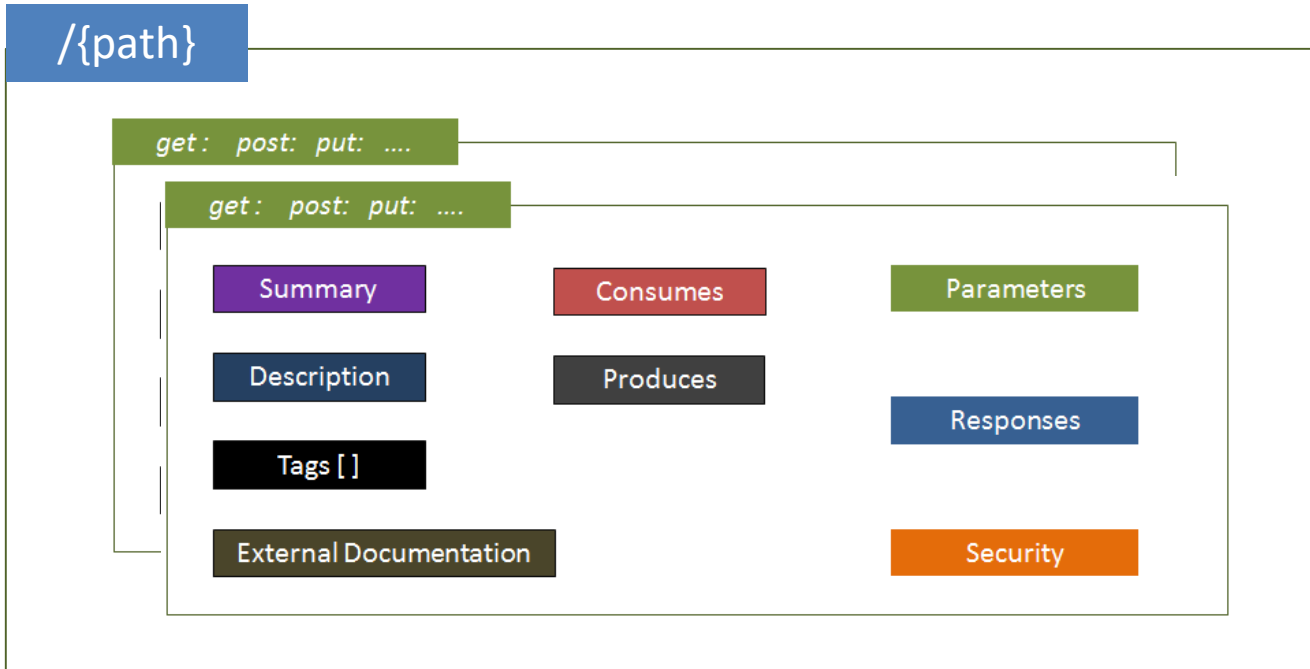 /{path}
get : post: put: ....
get : post: put: ....
Summary
Consumes
Parameters
Description
Produces
Responses
Tags [ ]
External Documentation
Security